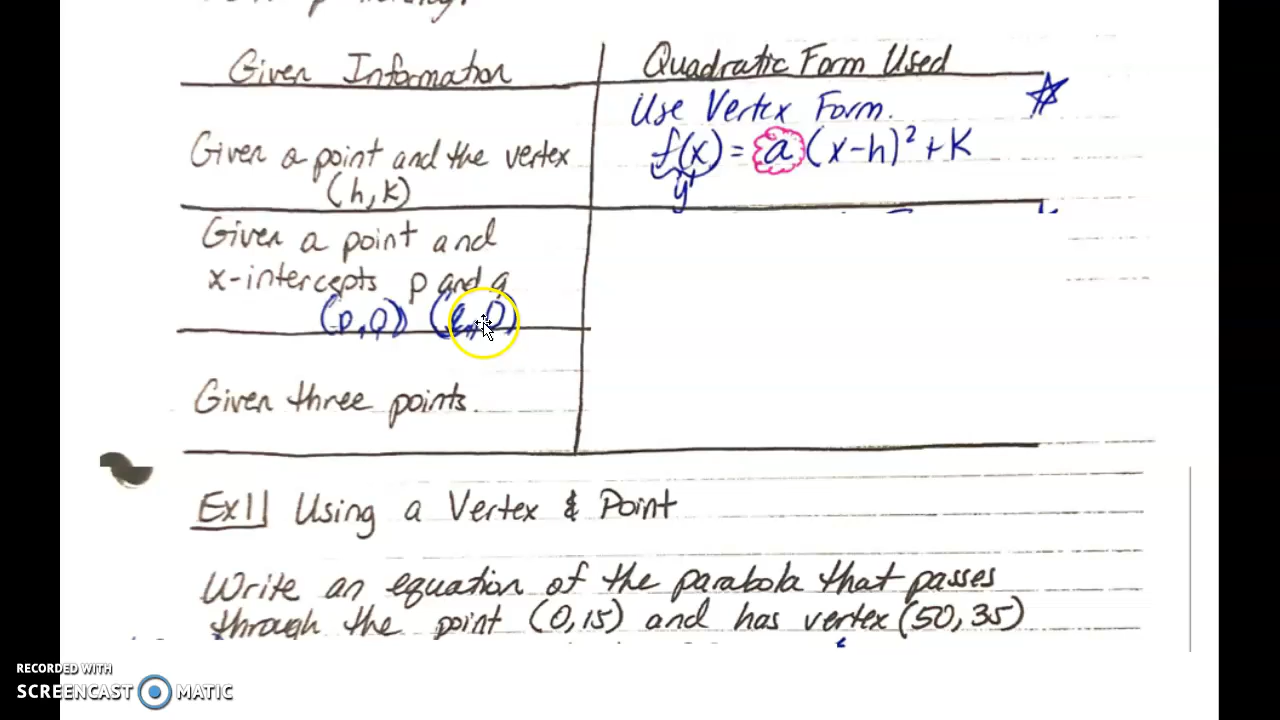 Given Information
Quadratic Form Used
Use Vertex Form.
Given a point and the vertex
(h,k)
f(x) = a(x-h)² + k
y
Given a point and
x-intercepts p and q
(p,0) (q,0)
Given three points.
Ex1 Using a Vertex & Point
Write an equation of the parabola that passes
through the point (0,15) and has vertex (50,35)
RECORDED WITH
SCREENCAST MATIC